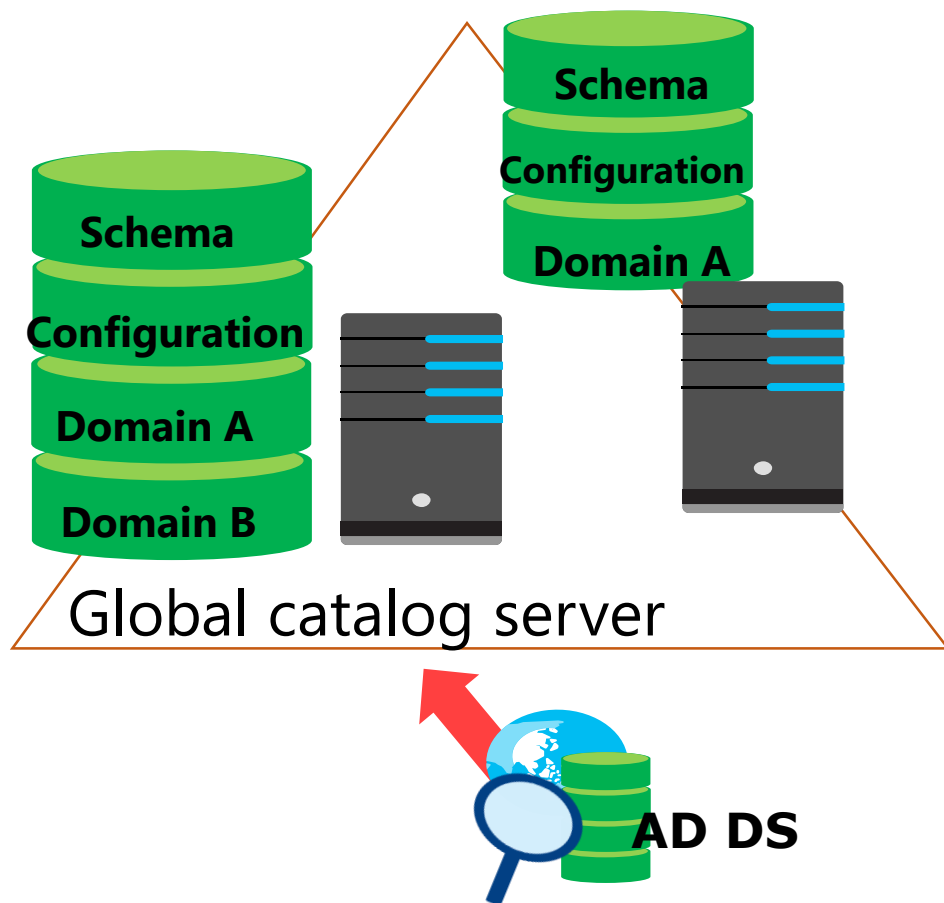 Schema
Configuration
Domain A
Schema
Configuration
Domain A
Domain B
Global catalog server
AD DS